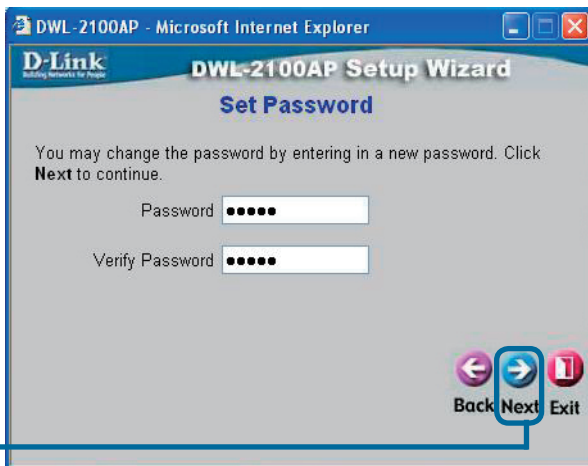 DWL-2100AP - Microsoft Internet Explorer
D-Link
Building Networks for People
DWL-2100AP Setup Wizard
Set Password
You may change the password by entering in a new password. Click
Next to continue.
Password •••••
Verify Password •••••
Back Next Exit